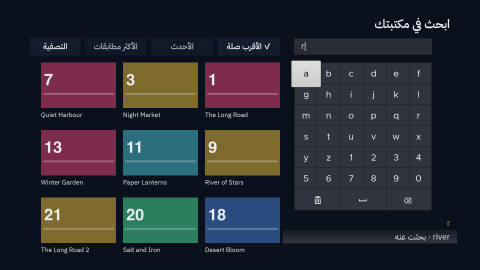 ابحث في مكتبتك
f
✓ الأقرب صلة
الأحدث
الأكثر مطابقات
التصفية
1
The Long Road
3
Night Market
7
Quiet Harbour
9
River of Stars
11
Paper Lanterns
13
Winter Garden
18
Desert Bloom
20
Salt and Iron
21
The Long Road 2
a b c d e f
g h i j k l
m n o p q r
s t u v w x
y z 1 2 3 4
5 6 7 8 9 0
f
river · بحثت عنه